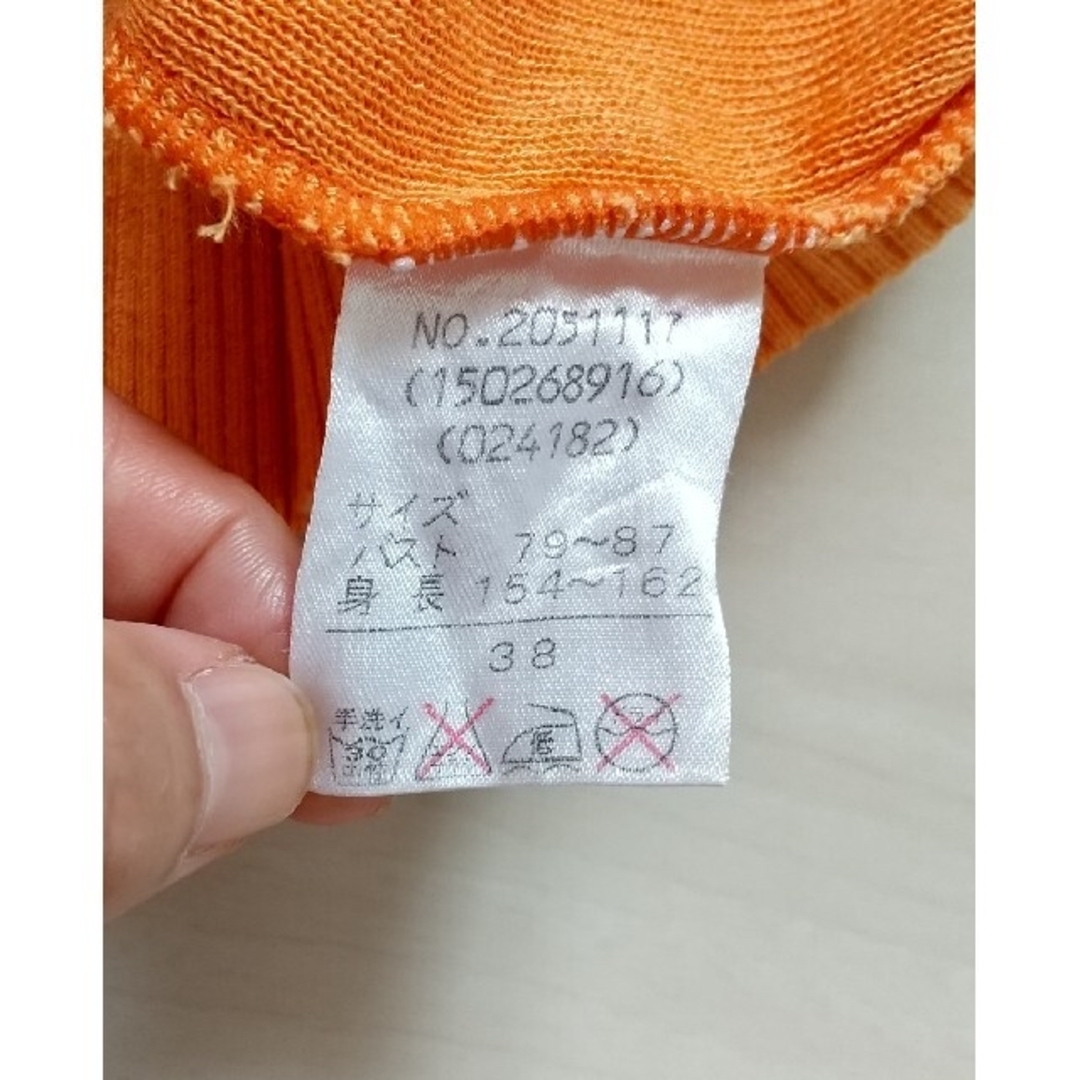 NO.2051117
(150268916)
(024182)
サイズ
バスト 79～87
身長 154～162
38
手洗イ
30
低